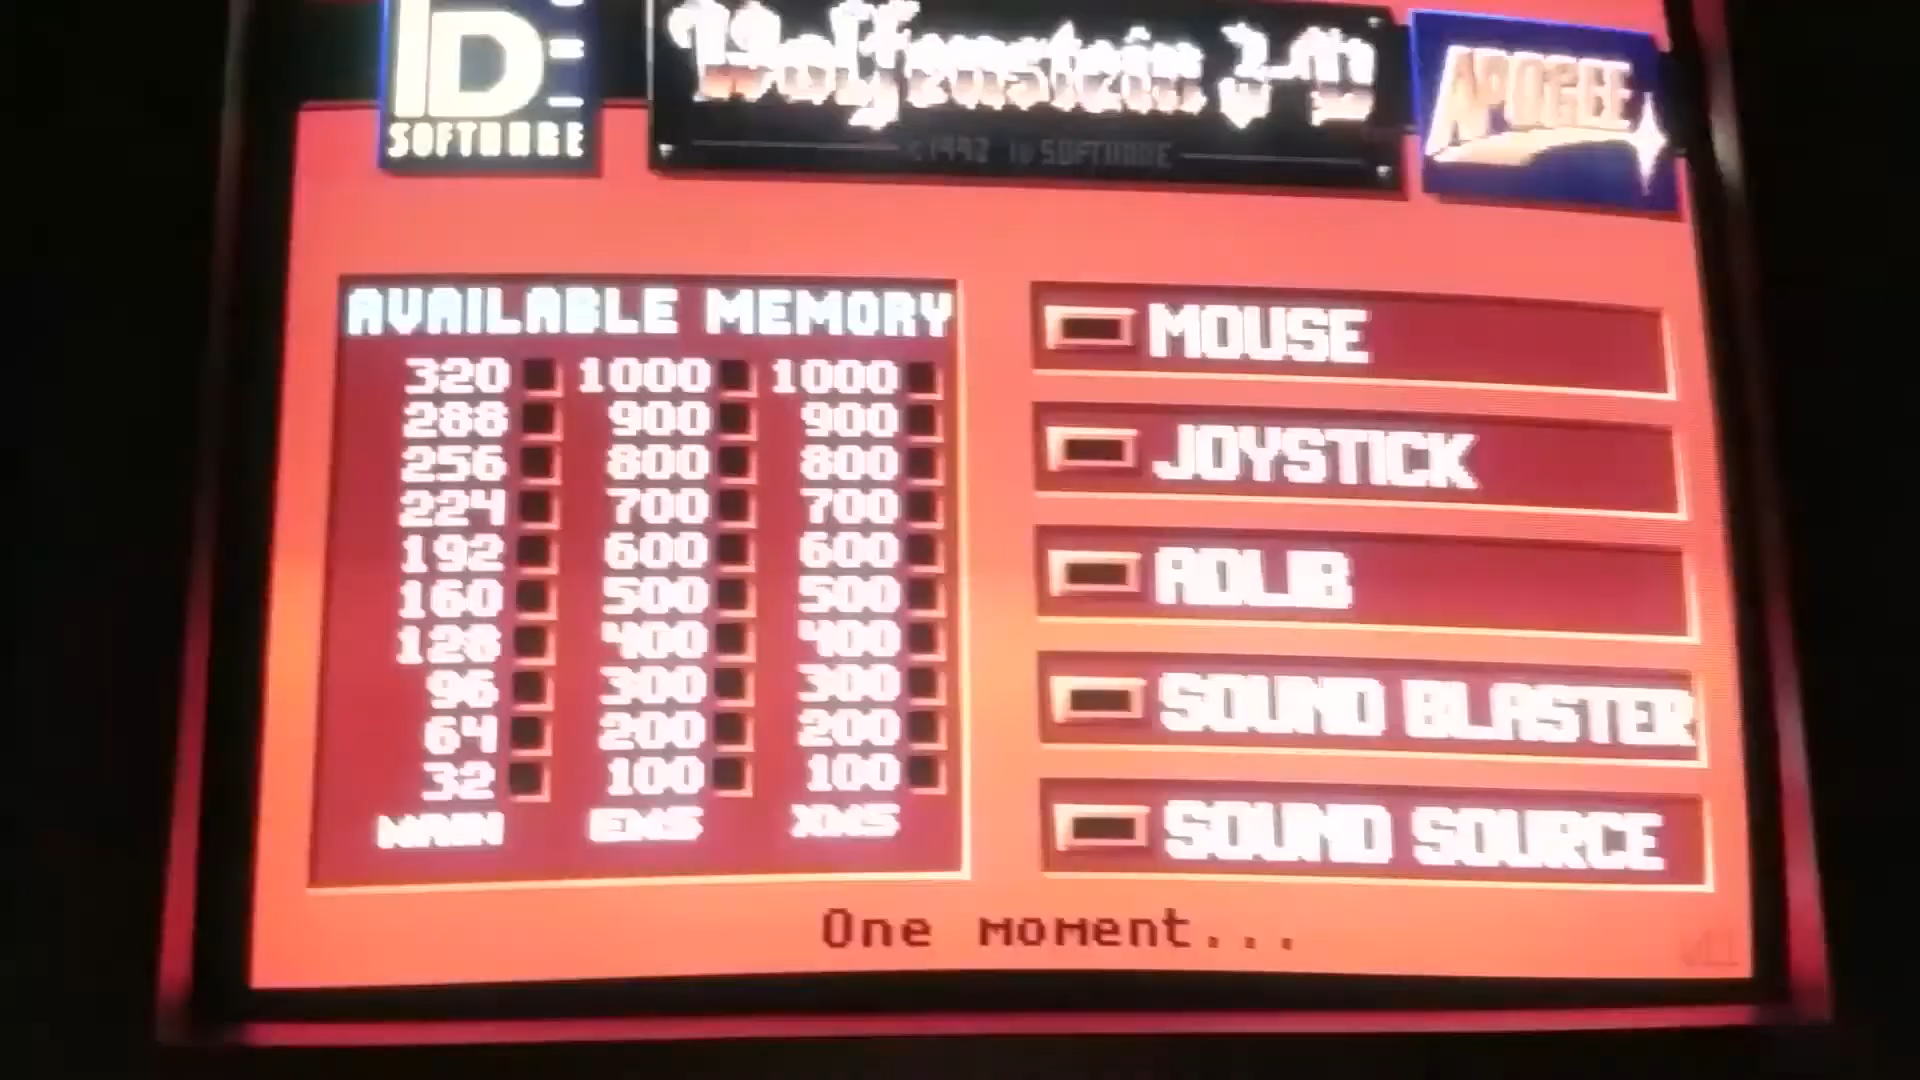 ID
SOFTWARE
Wolfenstein 3-D
©1992 ID SOFTWARE
APOGEE
AVAILABLE MEMORY
320 1000 1000
288 900 900
256 800 800
224 700 700
192 600 600
160 500 500
128 400 400
96 300 300
64 200 200
32 100 100
MAIN EMS XMS
MOUSE
JOYSTICK
ADLIB
SOUND BLASTER
SOUND SOURCE
One moment...